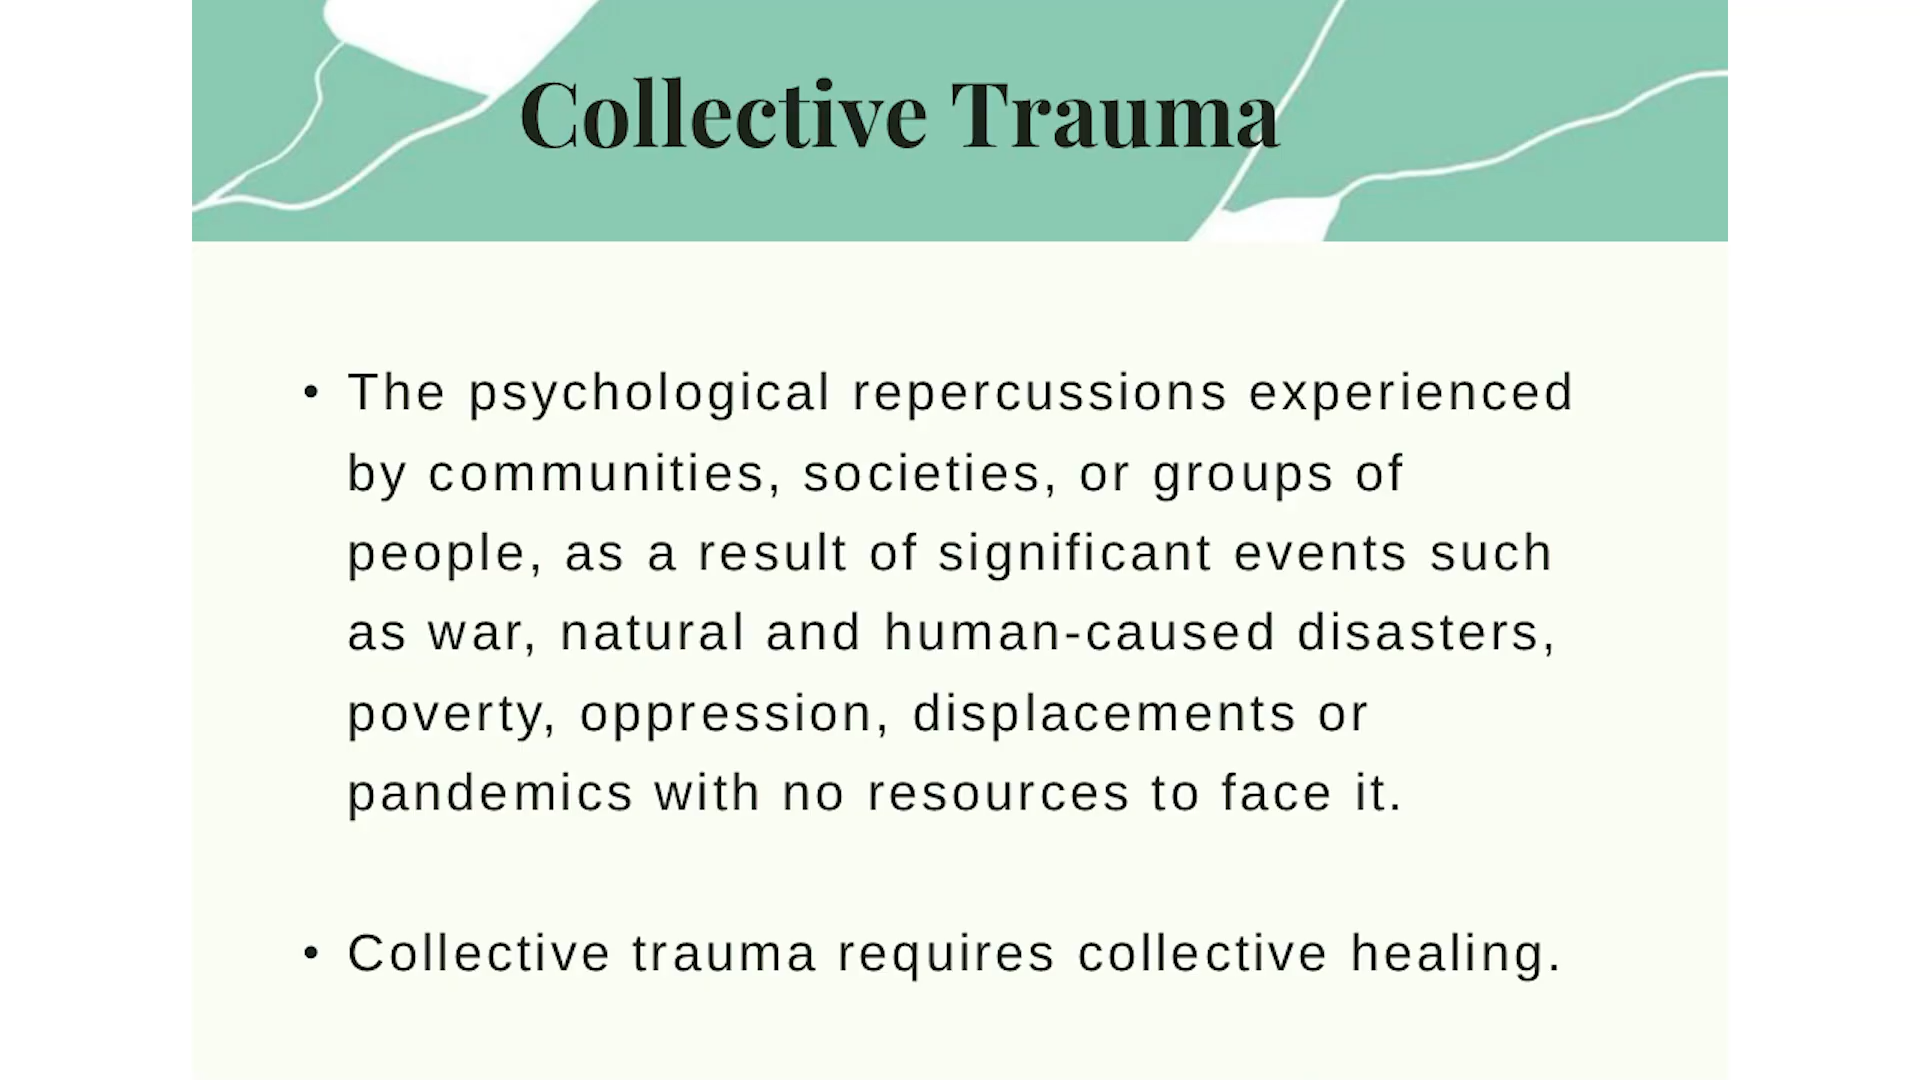 Collective Trauma
• The psychological repercussions experienced
by communities, societies, or groups of
people, as a result of significant events such
as war, natural and human-caused disasters,
poverty, oppression, displacements or
pandemics with no resources to face it.
• Collective trauma requires collective healing.